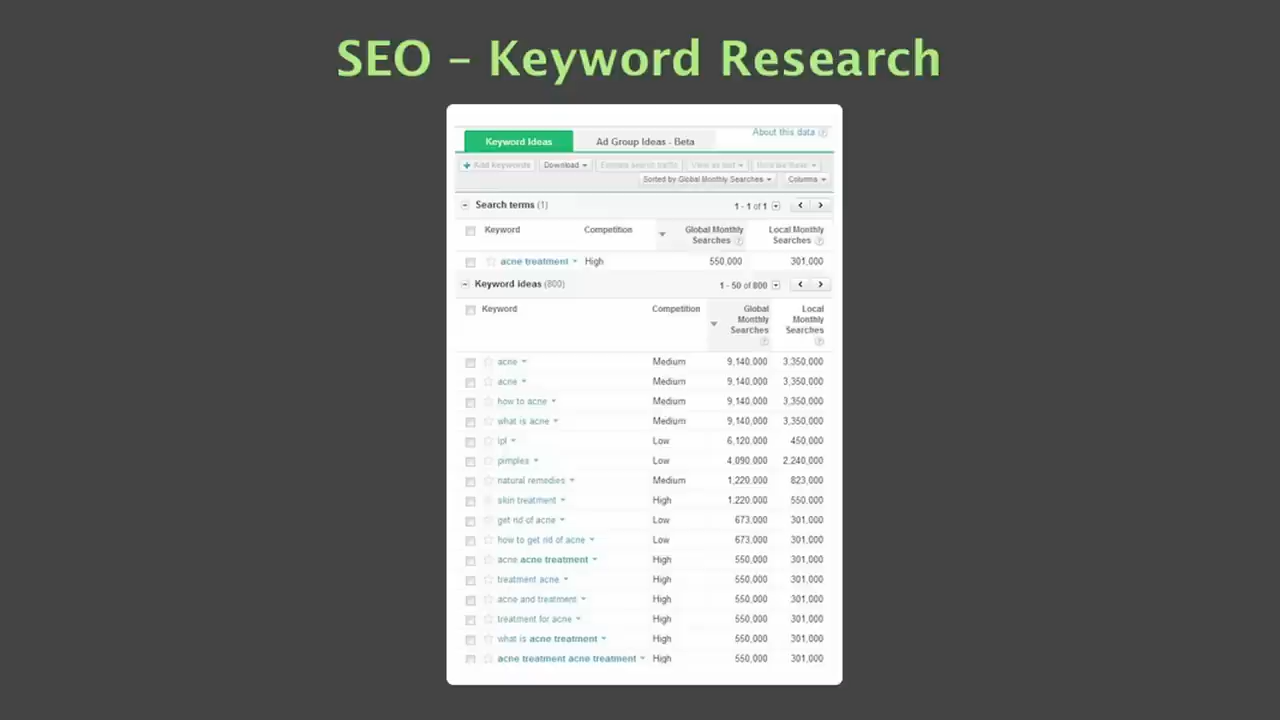 SEO – Keyword Research
About this data
Keyword Ideas
Ad Group Ideas - Beta
Add keywords
Download
Estimate search traffic
View as text
More like these
Sorted by Global Monthly Searches
Columns
Search terms (1)
1 - 1 of 1
Keyword Competition Global Monthly Searches Local Monthly Searches
acne treatment High 550,000 301,000
Keyword ideas (800)
1 - 50 of 800
Keyword Competition Global Monthly Searches Local Monthly Searches
acne Medium 9,140,000 3,350,000
acne Medium 9,140,000 3,350,000
how to acne Medium 9,140,000 3,350,000
what is acne Medium 9,140,000 3,350,000
ipl Low 6,120,000 450,000
pimples Low 4,090,000 2,240,000
natural remedies Medium 1,220,000 823,000
skin treatment High 1,220,000 550,000
get rid of acne Low 673,000 301,000
how to get rid of acne Low 673,000 301,000
acne acne treatment High 550,000 301,000
treatment acne High 550,000 301,000
acne and treatment High 550,000 301,000
treatment for acne High 550,000 301,000
what is acne treatment High 550,000 301,000
acne treatment acne treatment High 550,000 301,000